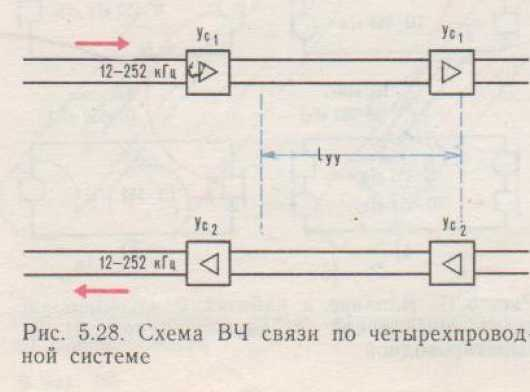 Ус₁ Ус₁
12–252 кГц
lуу
Ус₂ Ус₂
12–252 кГц
Рис. 5.28. Схема ВЧ связи по четырехпровод-
ной системе